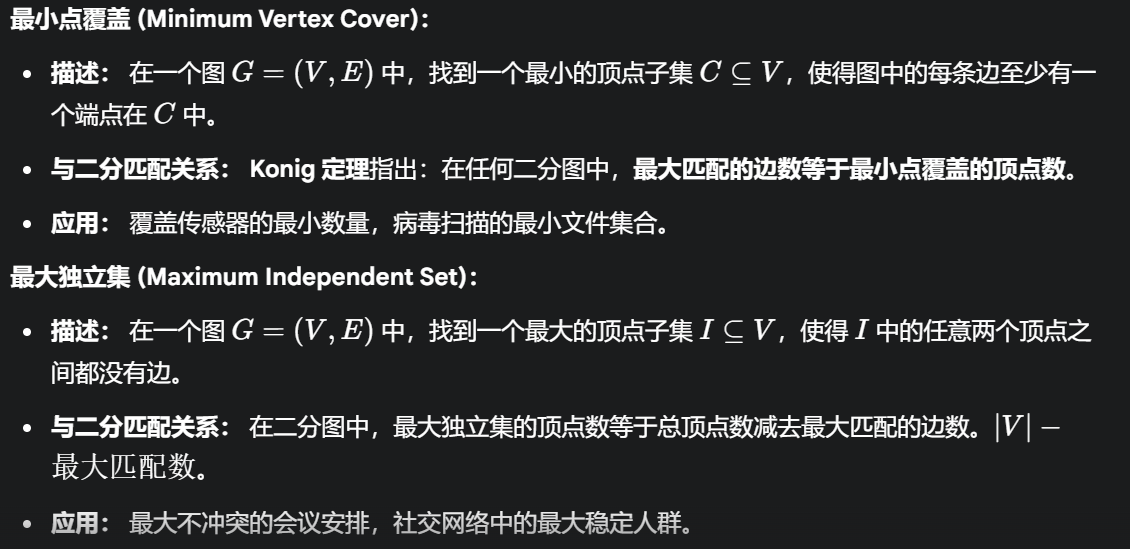 最小点覆盖 (Minimum Vertex Cover)：
• 描述： 在一个图 G = (V, E) 中，找到一个最小的顶点子集 C ⊆ V，使得图中的每条边至少有一
个端点在 C 中。
• 与二分匹配关系： Konig 定理指出：在任何二分图中，最大匹配的边数等于最小点覆盖的顶点数。
• 应用： 覆盖传感器的最小数量，病毒扫描的最小文件集合。
最大独立集 (Maximum Independent Set)：
• 描述： 在一个图 G = (V, E) 中，找到一个最大的顶点子集 I ⊆ V，使得 I 中的任意两个顶点之
间都没有边。
• 与二分匹配关系： 在二分图中，最大独立集的顶点数等于总顶点数减去最大匹配的边数。|V| −
最大匹配数。
• 应用： 最大不冲突的会议安排，社交网络中的最大稳定人群。